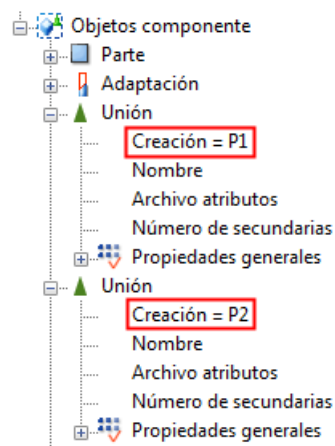 Objetos componente
Parte
Adaptación
Unión
Creación = P1
Nombre
Archivo atributos
Número de secundarias
Propiedades generales
Unión
Creación = P2
Nombre
Archivo atributos
Número de secundarias
Propiedades generales